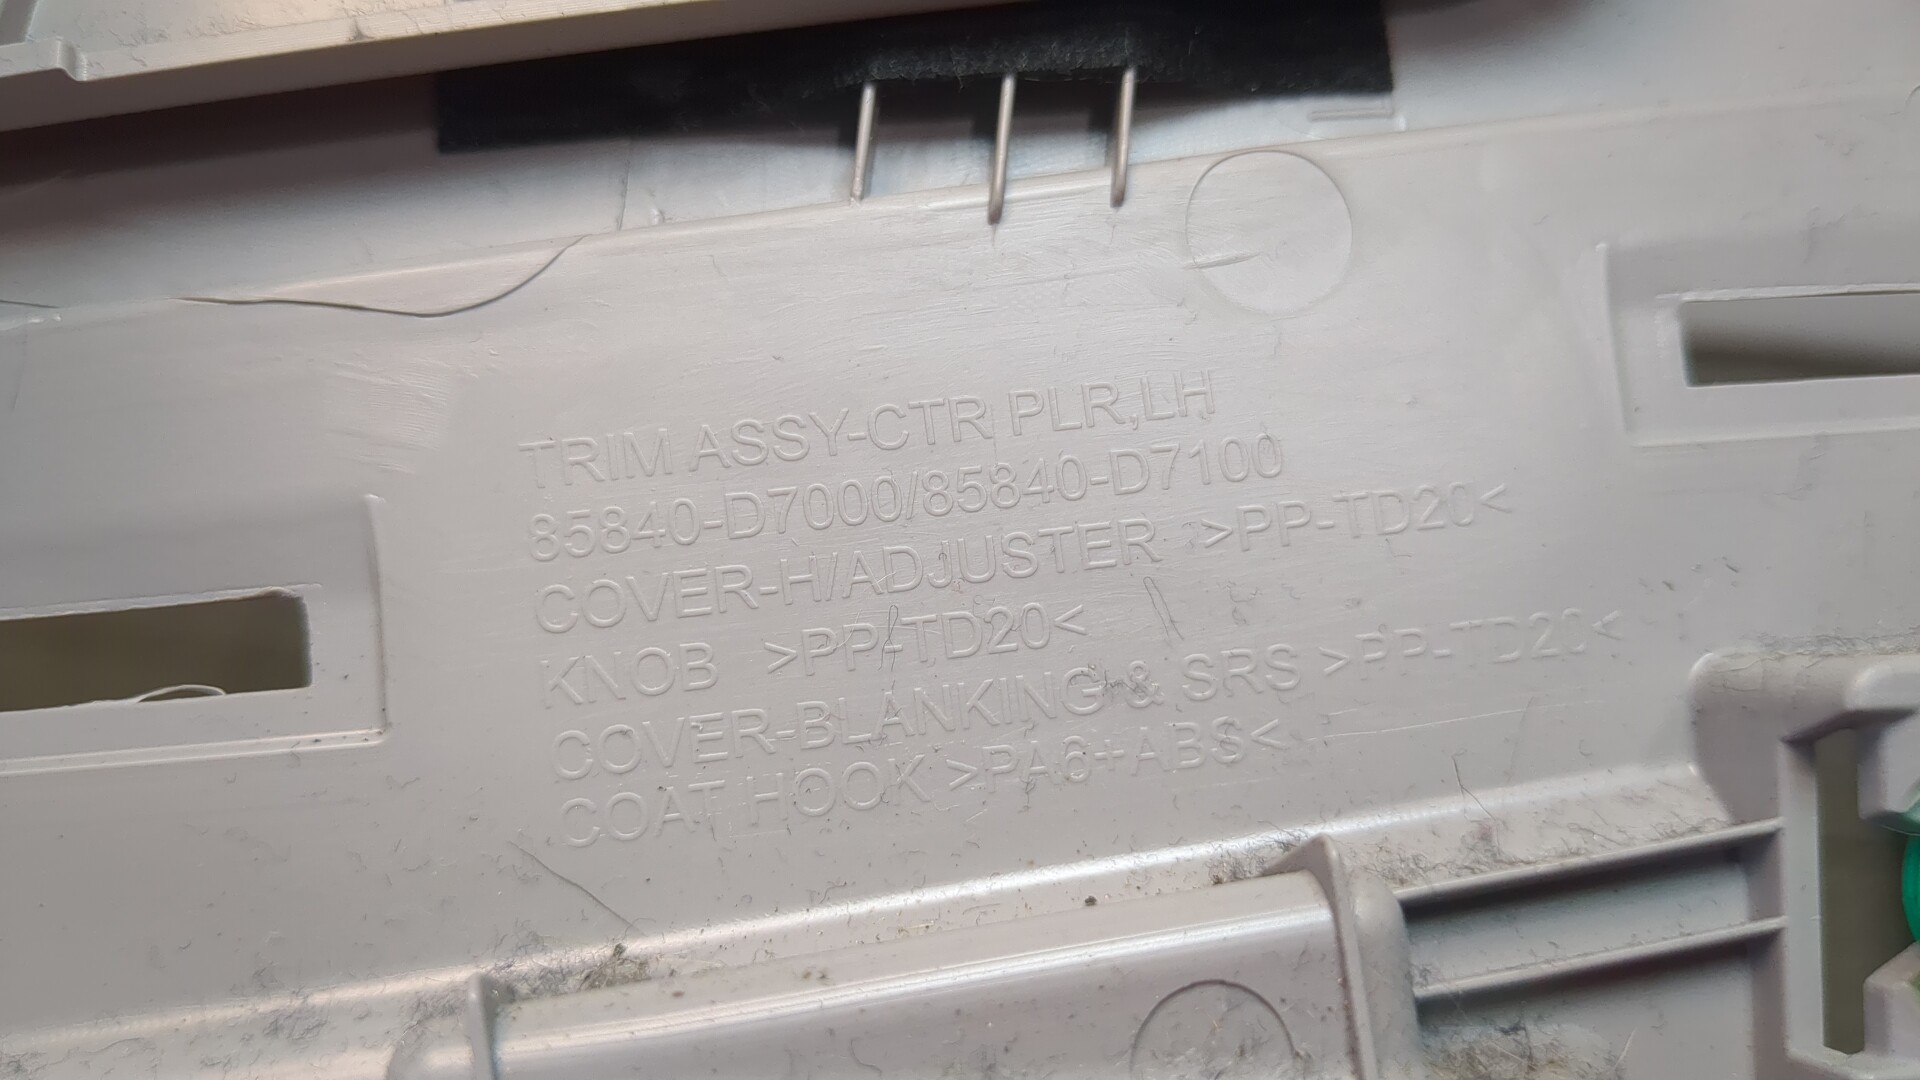 TRIM ASSY-CTR PLR,LH
85840-D7000/85840-D7100
COVER-H/ADJUSTER >PP-TD20<
KNOB >PP-TD20<
COVER-BLANKING & SRS >PP-TD20<
COAT HOOK >PA6+ABS<